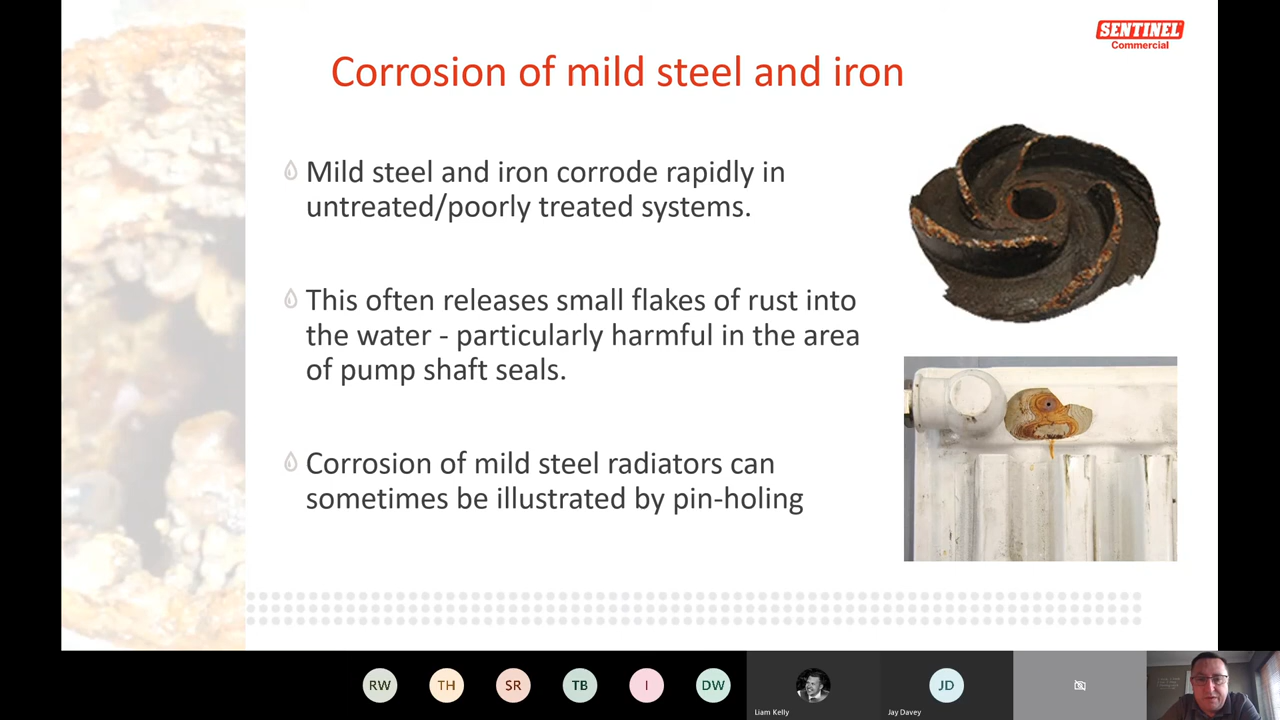 SENTINEL
Commercial
Corrosion of mild steel and iron
Mild steel and iron corrode rapidly in
untreated/poorly treated systems.
This often releases small flakes of rust into
the water - particularly harmful in the area
of pump shaft seals.
Corrosion of mild steel radiators can
sometimes be illustrated by pin-holing
RW TH SR TB I DW JD
Liam Kelly Jay Davey